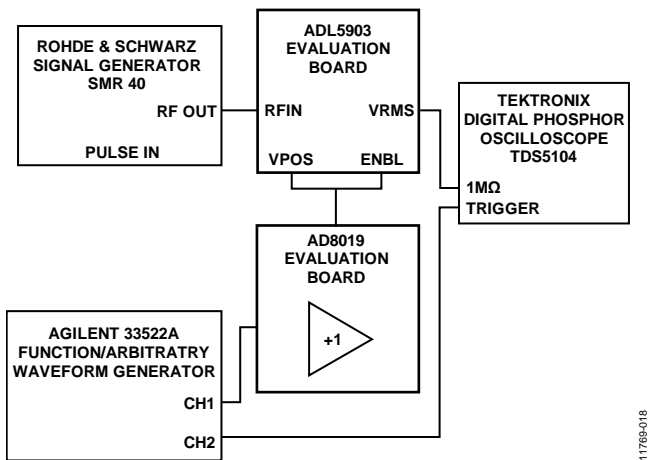 ROHDE & SCHWARZ
SIGNAL GENERATOR
SMR 40
RF OUT
PULSE IN
ADL5903
EVALUATION
BOARD
RFIN
VRMS
VPOS
ENBL
TEKTRONIX
DIGITAL PHOSPHOR
OSCILLOSCOPE
TDS5104
1MΩ
TRIGGER
AD8019
EVALUATION
BOARD
+1
AGILENT 33522A
FUNCTION/ARBITRATRY
WAVEFORM GENERATOR
CH1
CH2
11769-018